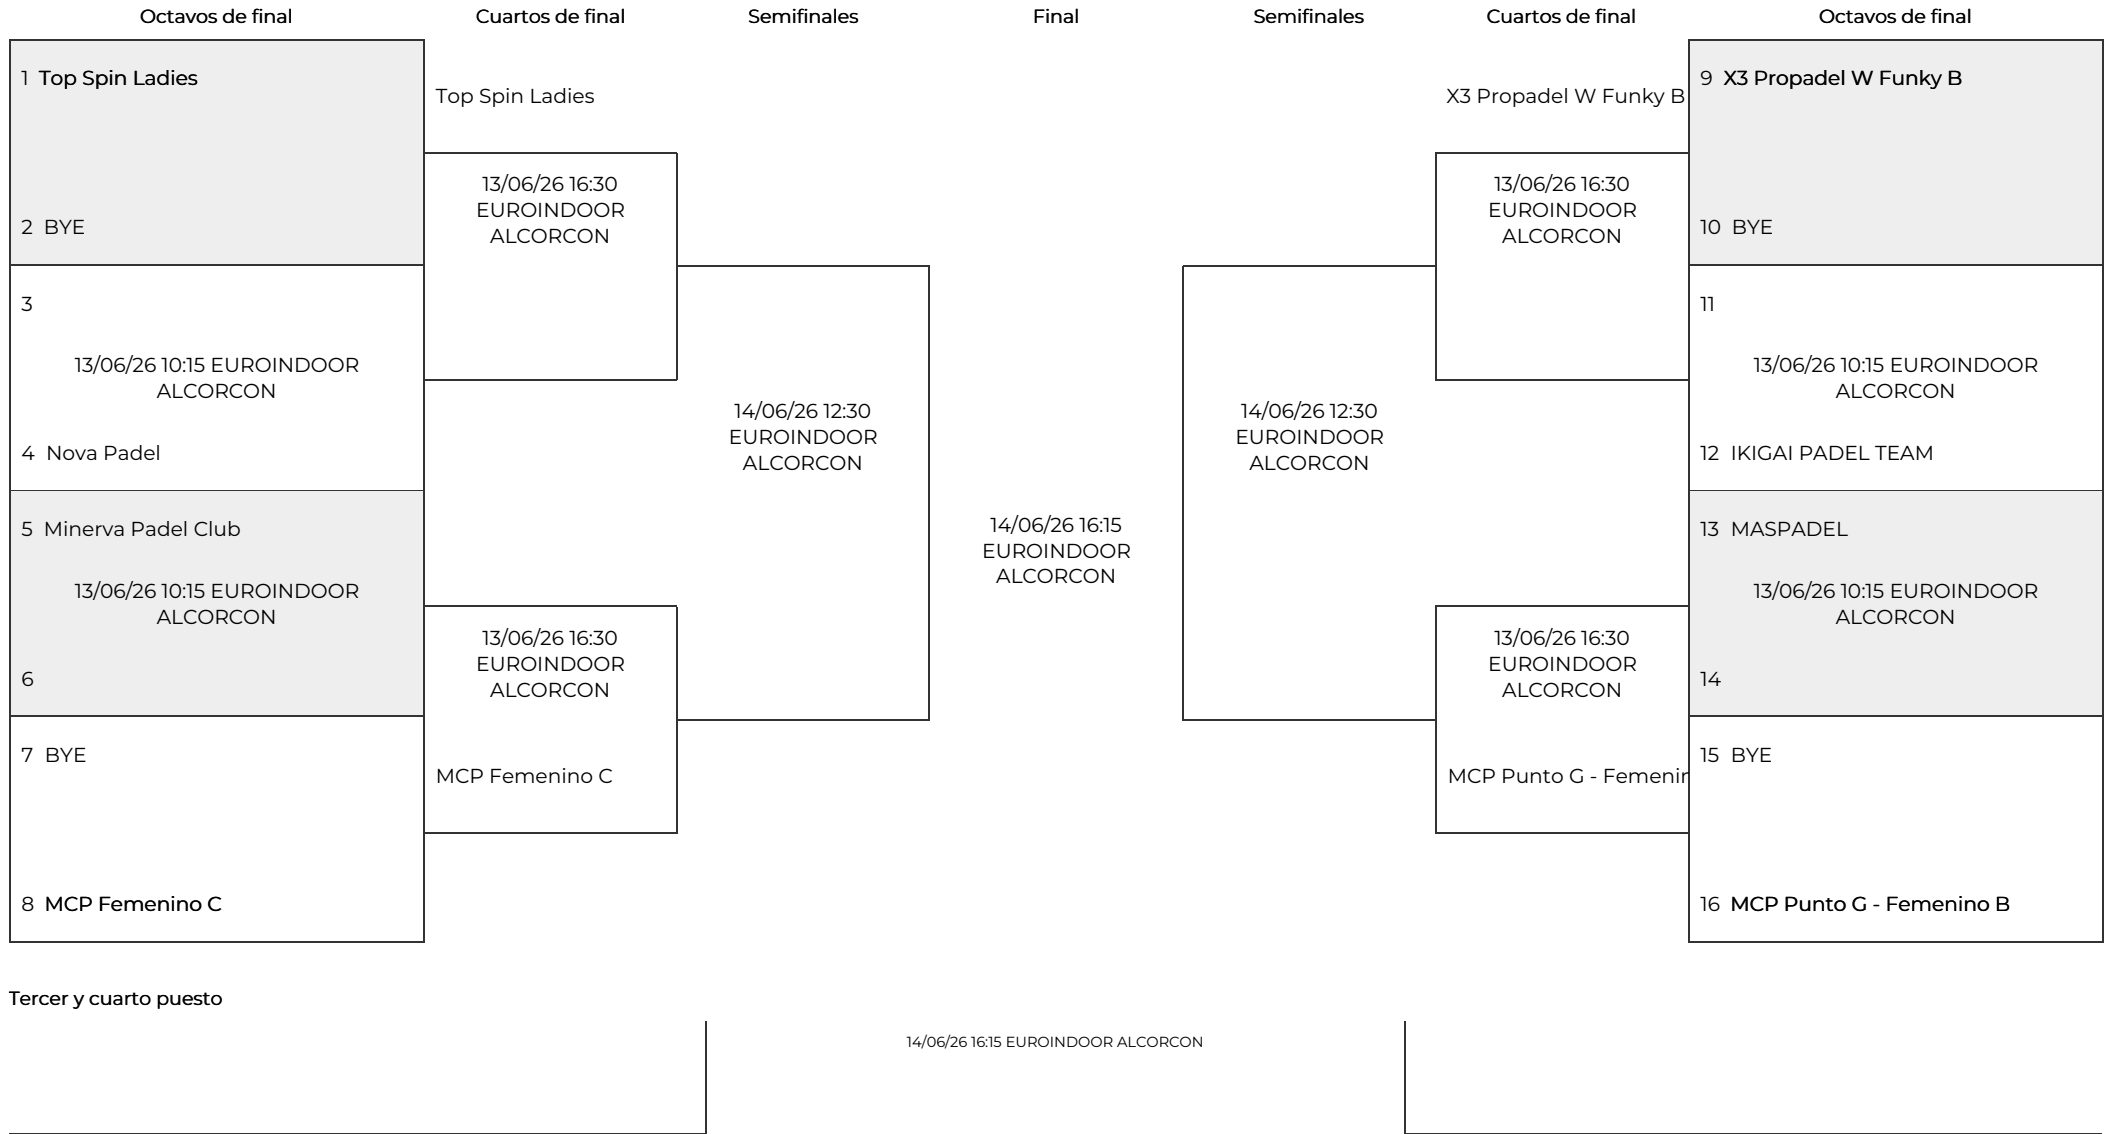 Octavos de final
Cuartos de final
Semifinales
Final
Semifinales
Cuartos de final
Octavos de final
1 Top Spin Ladies
2 BYE
3
13/06/26 10:15 EUROINDOOR
ALCORCON
4 Nova Padel
5 Minerva Padel Club
13/06/26 10:15 EUROINDOOR
ALCORCON
6
7 BYE
8 MCP Femenino C
Top Spin Ladies
13/06/26 16:30
EUROINDOOR
ALCORCON
13/06/26 16:30
EUROINDOOR
ALCORCON
MCP Femenino C
14/06/26 12:30
EUROINDOOR
ALCORCON
14/06/26 16:15
EUROINDOOR
ALCORCON
14/06/26 12:30
EUROINDOOR
ALCORCON
X3 Propadel W Funky B
13/06/26 16:30
EUROINDOOR
ALCORCON
13/06/26 16:30
EUROINDOOR
ALCORCON
MCP Punto G - Femenin
9 X3 Propadel W Funky B
10 BYE
11
13/06/26 10:15 EUROINDOOR
ALCORCON
12 IKIGAI PADEL TEAM
13 MASPADEL
13/06/26 10:15 EUROINDOOR
ALCORCON
14
15 BYE
16 MCP Punto G - Femenino B
Tercer y cuarto puesto
14/06/26 16:15 EUROINDOOR ALCORCON